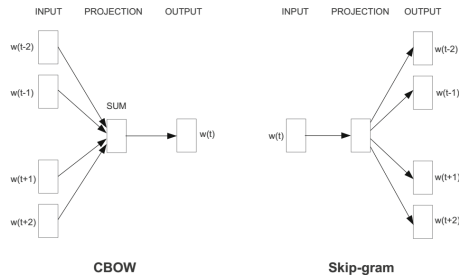 INPUT PROJECTION OUTPUT
w(t-2)
w(t-1)
SUM
w(t)
w(t+1)
w(t+2)
CBOW
INPUT PROJECTION OUTPUT
w(t-2)
w(t-1)
w(t)
w(t+1)
w(t+2)
Skip-gram